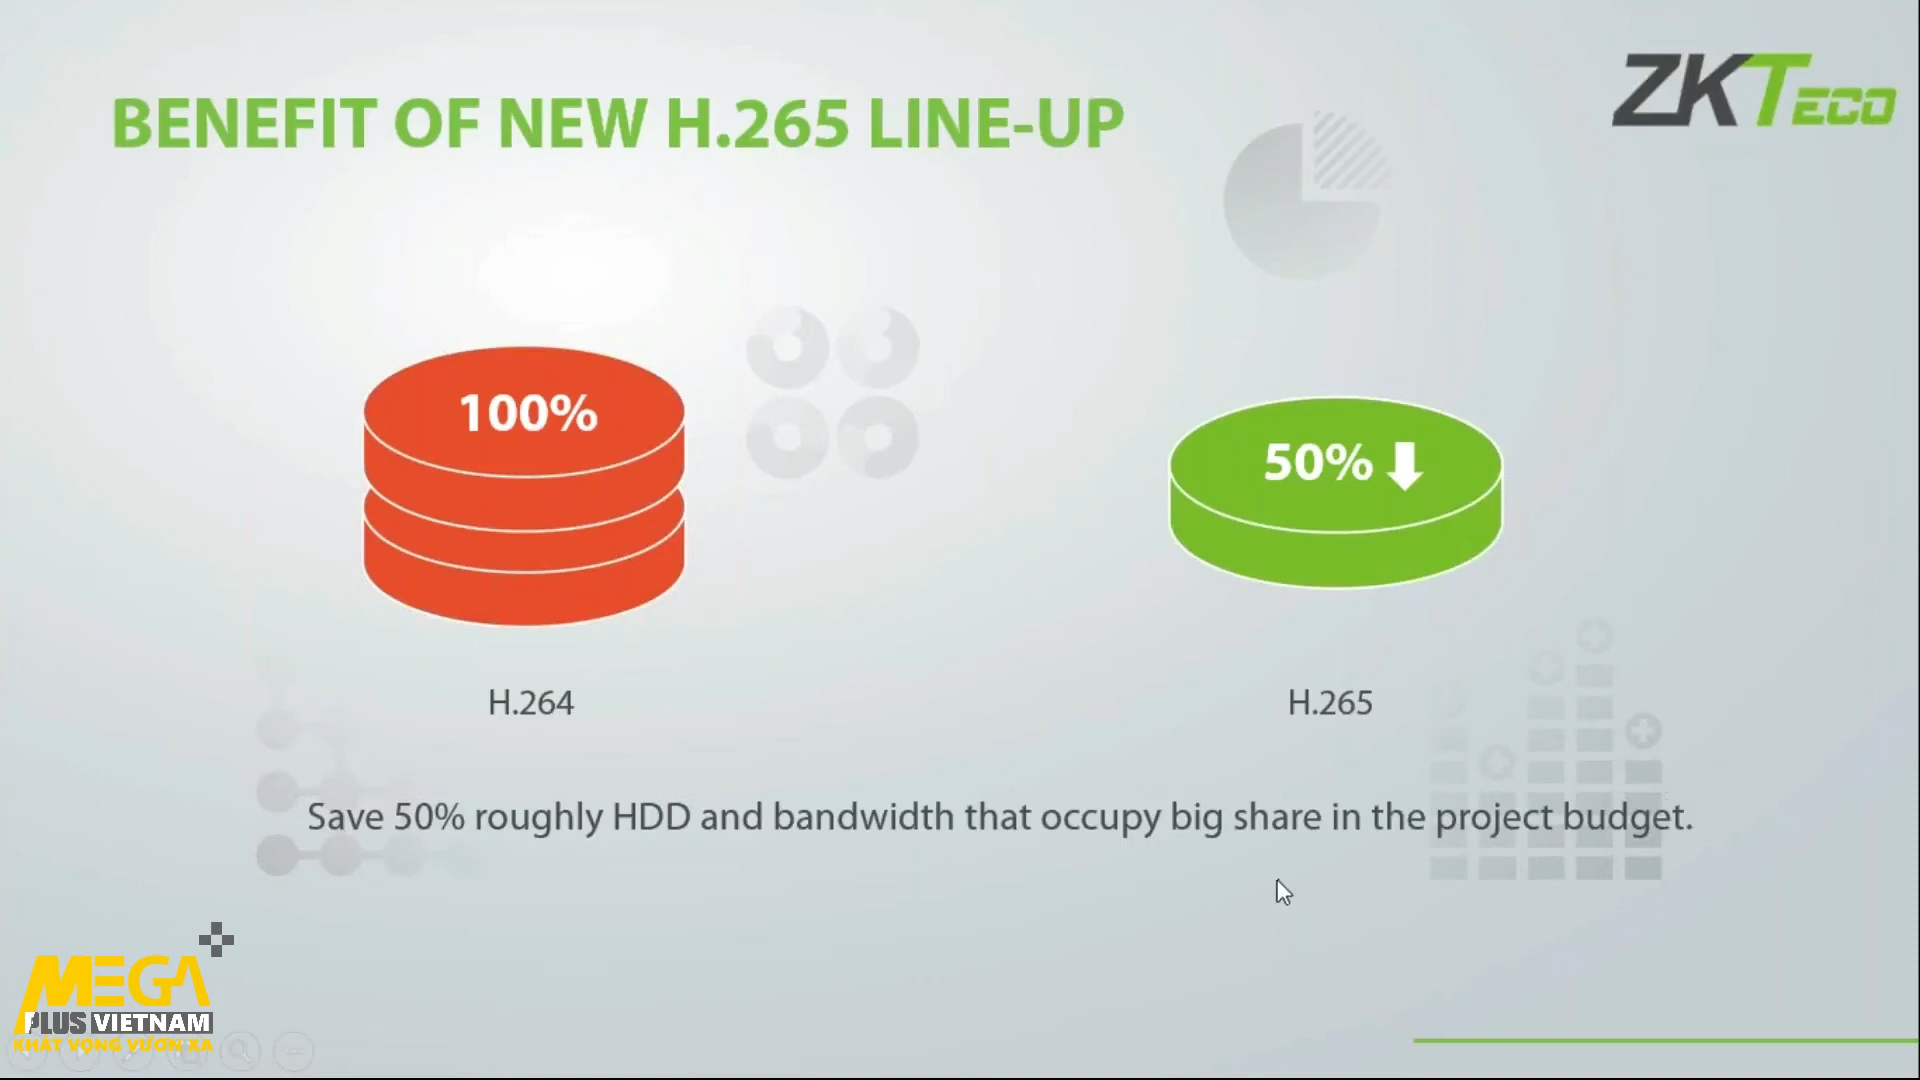 BENEFIT OF NEW H.265 LINE-UP
ZKTECO
100%
50%
H.264
H.265
Save 50% roughly HDD and bandwidth that occupy big share in the project budget.
MEGA
PLUS VIETNAM
KHÁT VỌNG VƯƠN XA